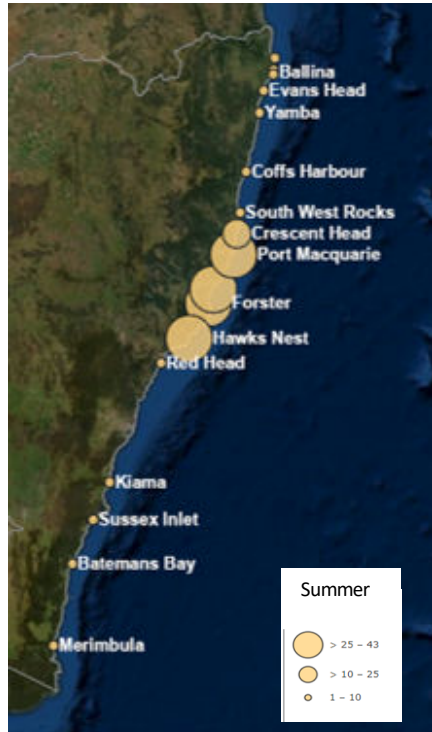 Ballina
Evans Head
Yamba
Coffs Harbour
South West Rocks
Crescent Head
Port Macquarie
Forster
Hawks Nest
Red Head
Kiama
Sussex Inlet
Batemans Bay
Merimbula
Summer
> 25 – 43
> 10 – 25
1 – 10